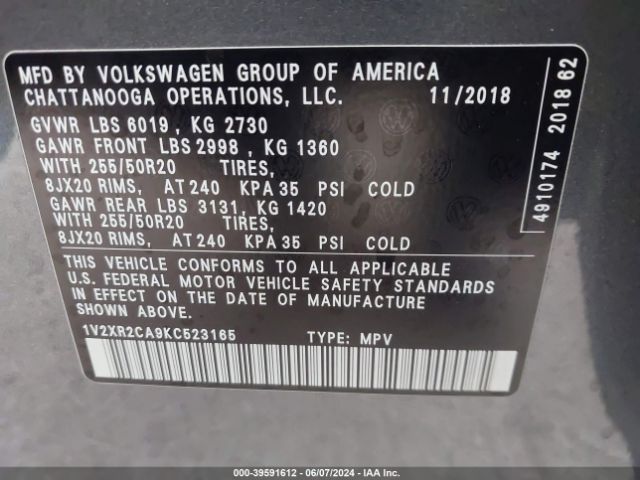 MFD BY VOLKSWAGEN GROUP OF AMERICA
CHATTANOOGA OPERATIONS, LLC. 11/2018
GVWR LBS 6019, KG 2730
GAWR FRONT LBS 2998, KG 1360
WITH 255/50R20 TIRES,
8JX20 RIMS, AT 240 KPA 35 PSI COLD
GAWR REAR LBS 3131, KG 1420
WITH 255/50R20 TIRES,
8JX20 RIMS, AT 240 KPA 35 PSI COLD
THIS VEHICLE CONFORMS TO ALL APPLICABLE
U.S. FEDERAL MOTOR VEHICLE SAFETY STANDARDS
IN EFFECT ON THE DATE OF MANUFACTURE
SHOWN ABOVE.
1V2XR2CA9KC523165 TYPE: MPV
4910174 2018 62
000-39591612 - 06/07/2024 - IAA Inc.